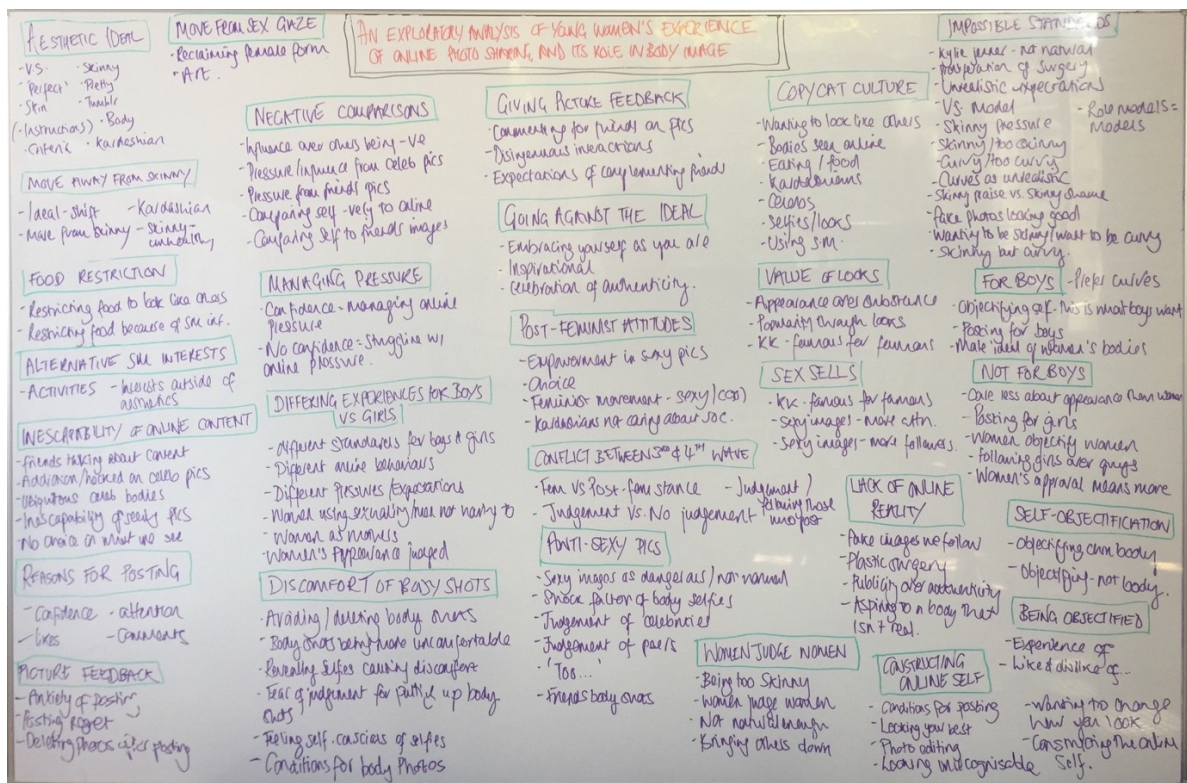 AN EXPLORATORY ANALYSIS OF YOUNG WOMEN'S EXPERIENCE
OF ONLINE PHOTO SHARING, AND ITS ROLE IN BODY IMAGE
AESTHETIC IDEAL
- V.S. - Skinny
- 'Perfect' - Pretty
- Skin - Tumblr
(- Instructions) - Body
- Criteria - Kardashian
MOVE AWAY FROM SKINNY
- Ideal - shift - Kardashian
- Move from skinny - Skinny-
unhealthy
FOOD RESTRICTION
- Restricting food to look like others
- Restricting food because of SM inf.
ALTERNATIVE SM INTERESTS
- ACTIVITIES - Interests outside of
aesthetics
INESCAPABILITY OF ONLINE CONTENT
- Friends talking about content
- Addiction/hooked on celeb pics
- Ubiquitous celeb bodies
- Inescapability of seeing pics
- No choice in what we see
REASONS FOR POSTING
- Confidence - attention
- Likes - Comments
PICTURE FEEDBACK
- Anxiety of posting
- Posting regret
- Deleting photos after posting
MOVE FROM SEX GAZE
- Reclaiming female form
- Art.
NEGATIVE COMPARISONS
- Influence over others being -ve
- Pressure/influence from celeb pics
- Pressure from friends pics
- Comparing self -vely to online
- Comparing self to friends images
MANAGING PRESSURE
- Confidence - managing online
pressure
- No confidence = struggling w/
online pressure.
DIFFERING EXPERIENCES FOR BOYS
VS GIRLS
- Different standards for boys & girls
- Different online behaviours
- Different Pressures/Expectations
- Women using sexuality/men not having to
- Women as mothers
- Women's Appearance judged
DISCOMFORT OF BODY SHOTS
- Avoiding/deleting body shots
- Body shots being more uncomfortable
- Revealing selfies causing discomfort
- Fear of judgement for putting up body
shots
- Feeling self-conscious of selfies
- Conditions for body Photos
GIVING PICTURE FEEDBACK
- Commenting for friends on pics
- Disingenuous interactions
- Expectations of complementing friends
GOING AGAINST THE IDEAL
- Embracing yourself as you are
- Inspirational
- Celebration of authenticity.
POST-FEMINIST ATTITUDES
- Empowerment in sexy pics
- Choice
- Feminist movement - sexy/cool
- Kardashians not caring about soc.
CONFLICT BETWEEN 3RD & 4TH WAVE
- Fem vs Post-fem stance - Judgement/
following those
who post
- Judgement vs. No judgement
ANTI-SEXY PICS
- Sexy images as dangerous/not normal
- Shock factor of body selfies
- Judgement of celebrities
- Judgement of peers
- 'Too...'
- Friends body shots
WOMEN JUDGE WOMEN
- Being too Skinny
- Women judge women
- Not natural enough
- Bringing others down
COPYCAT CULTURE
- Wanting to look like others
- Bodies seen online
- Eating/food
- Kardashians
- Celebs
- Selfies/looks
- Using S.M.
VALUE OF LOOKS
- Appearance over substance
- Popularity through looks
- KK - famous for famous
SEX SELLS
- KK - famous for famous
- Sexy images - more attn.
- Sexy images - more followers.
LACK OF ONLINE
REALITY
- Fake images we follow
- Plastic surgery
- Publicity over authenticity
- Aspiring to a body that
isn't real.
CONSTRUCTING
ONLINE SELF
- Conditions for posting
- Looking your best
- Photo editing
- Looking unrecognisable
- Wanting to change
how you look
- Constructing the online
self.
IMPOSSIBLE STANDARDS
- Kylie Jenner - not natural
- Proliferation of surgery
- Unrealistic expectations
- VS. Model - Role models =
Models
- Skinny pressure
- Skinny/too skinny
- Curvy/too curvy
- Curves as unrealistic
- Skinny praise vs. skinny shame
- Fake photos looking good
- Wanting to be skinny/want to be curvy
- Skinny but curvy.
FOR BOYS - Prefer curves
- Objectifying gf - this is what boys want
- Posting for boys
- Male ideal of women's bodies
NOT FOR BOYS
- Care less about appearance than women
- Posting for girls
- Women objectify women
- Following girls over guys
- Women's approval means more
SELF-OBJECTIFICATION
- Objectifying own body
- Objectifying - not body.
BEING OBJECTIFIED
- Experience of
- Like & dislike of...